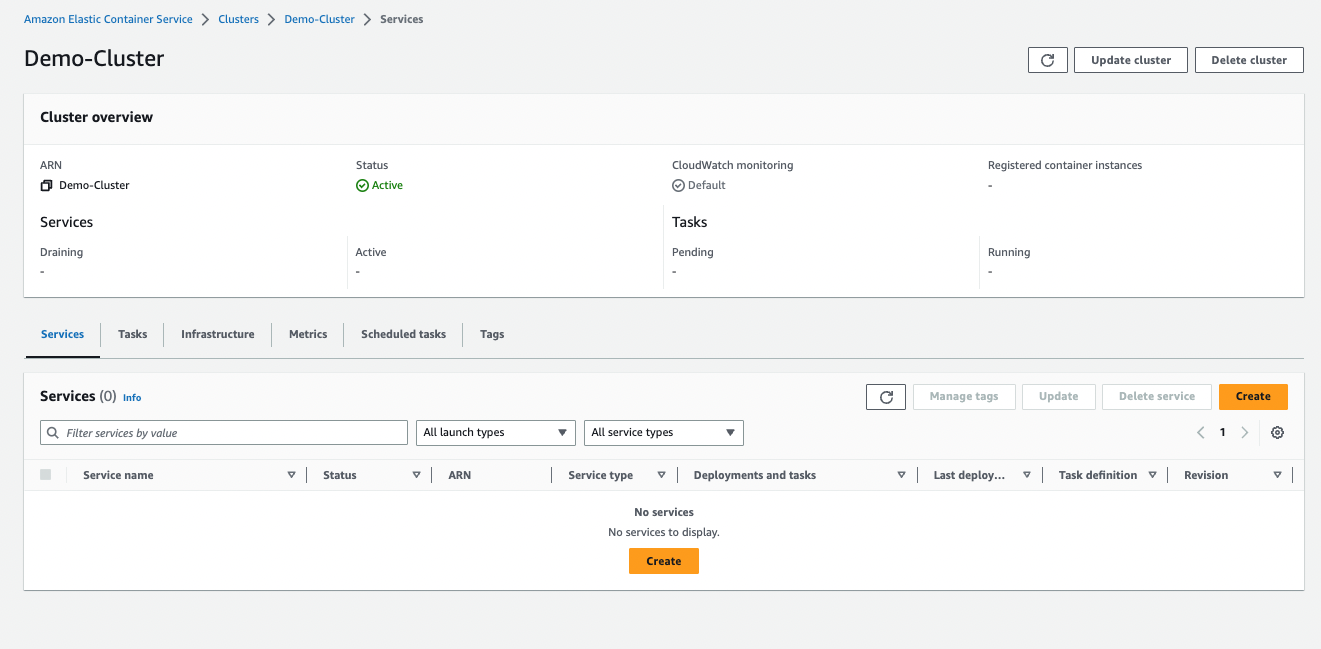 Amazon Elastic Container Service Clusters Demo-Cluster Services
Demo-Cluster
Update cluster Delete cluster
Cluster overview
ARN Status CloudWatch monitoring Registered container instances
Demo-Cluster Active Default -
Services Tasks
Draining Active Pending Running
- - - -
Services Tasks Infrastructure Metrics Scheduled tasks Tags
Services (0) Info Manage tags Update Delete service Create
Filter services by value All launch types All service types 1
Service name Status ARN Service type Deployments and tasks Last deploy... Task definition Revision
No services
No services to display.
Create